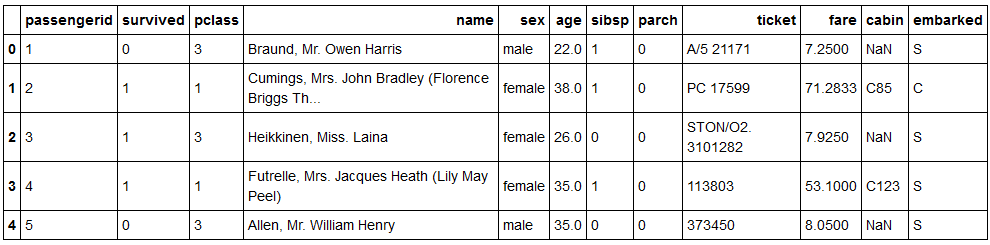 passengerid survived pclass name sex age sibsp parch ticket fare cabin embarked
0 1 0 3 Braund, Mr. Owen Harris male 22.0 1 0 A/5 21171 7.2500 NaN S
1 2 1 1 Cumings, Mrs. John Bradley (Florence Briggs Th... female 38.0 1 0 PC 17599 71.2833 C85 C
2 3 1 3 Heikkinen, Miss. Laina female 26.0 0 0 STON/O2. 3101282 7.9250 NaN S
3 4 1 1 Futrelle, Mrs. Jacques Heath (Lily May Peel) female 35.0 1 0 113803 53.1000 C123 S
4 5 0 3 Allen, Mr. William Henry male 35.0 0 0 373450 8.0500 NaN S